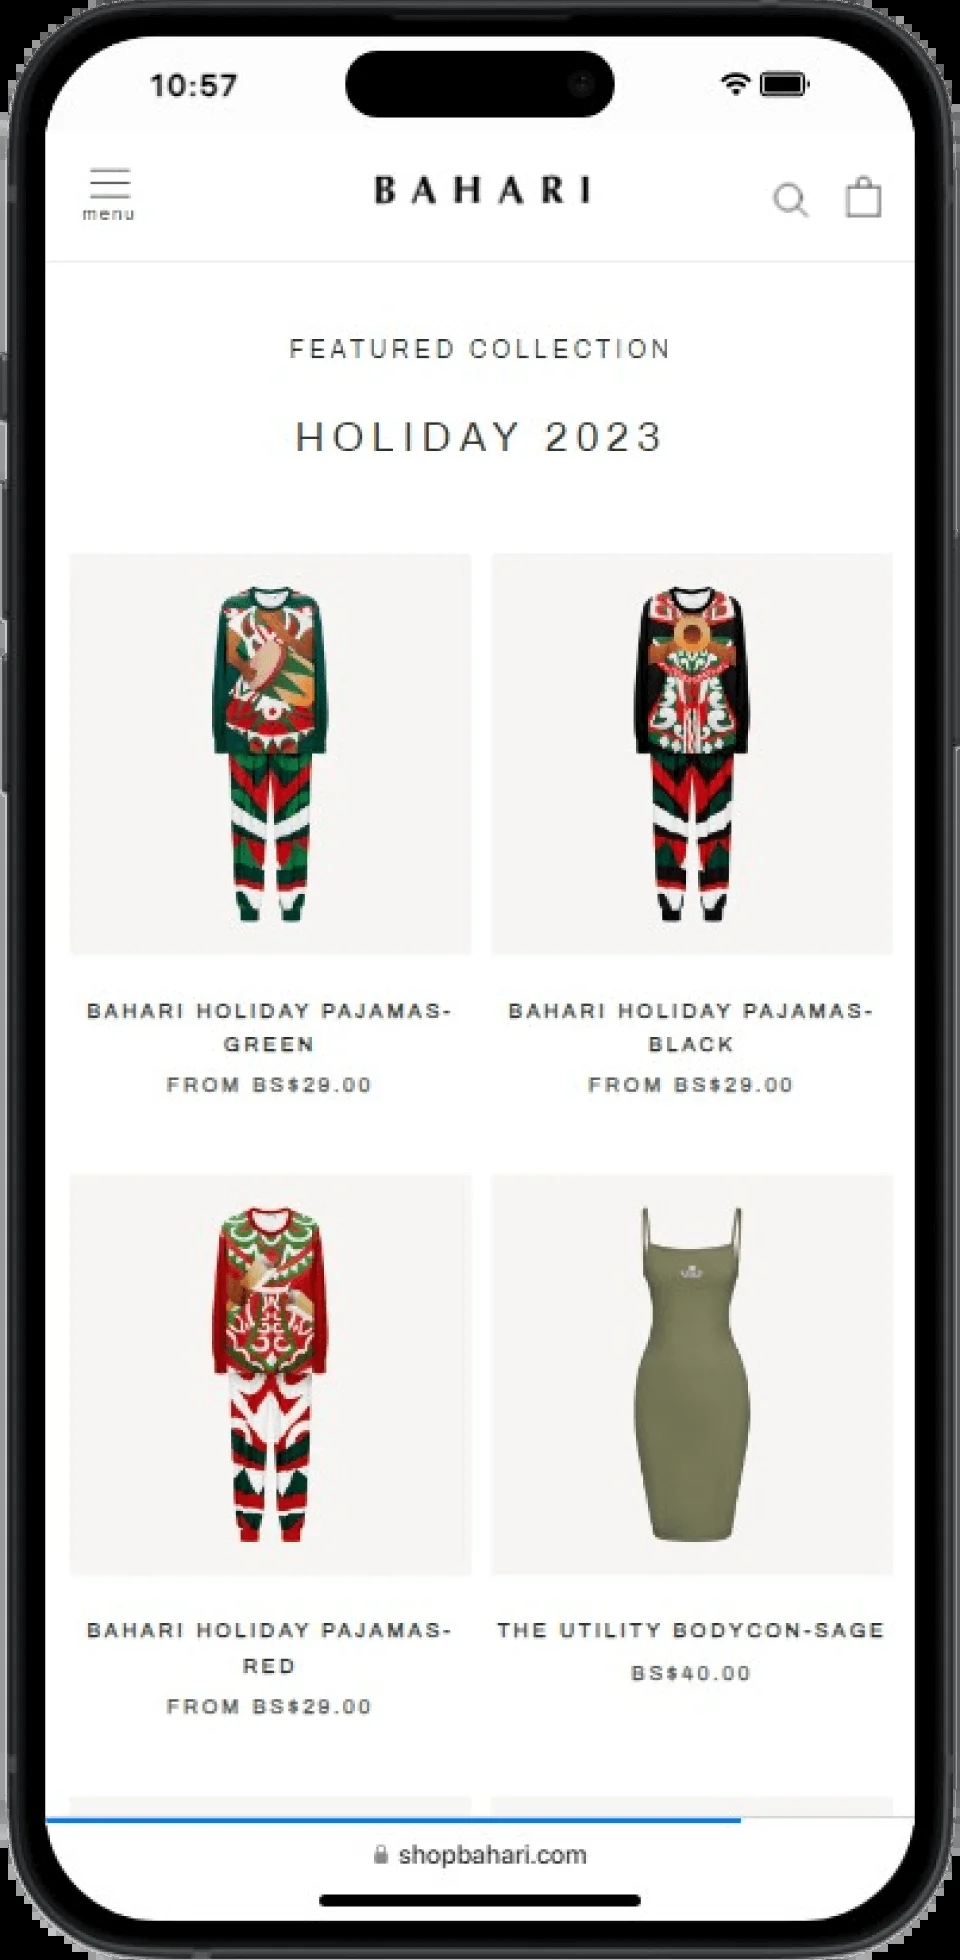 10:57
menu
BAHARI
FEATURED COLLECTION
HOLIDAY 2023
BAHARI HOLIDAY PAJAMAS-
GREEN
FROM BS$29.00
BAHARI HOLIDAY PAJAMAS-
BLACK
FROM BS$29.00
BAHARI HOLIDAY PAJAMAS-
RED
FROM BS$29.00
THE UTILITY BODYCON-SAGE
BS$40.00
shopbahari.com